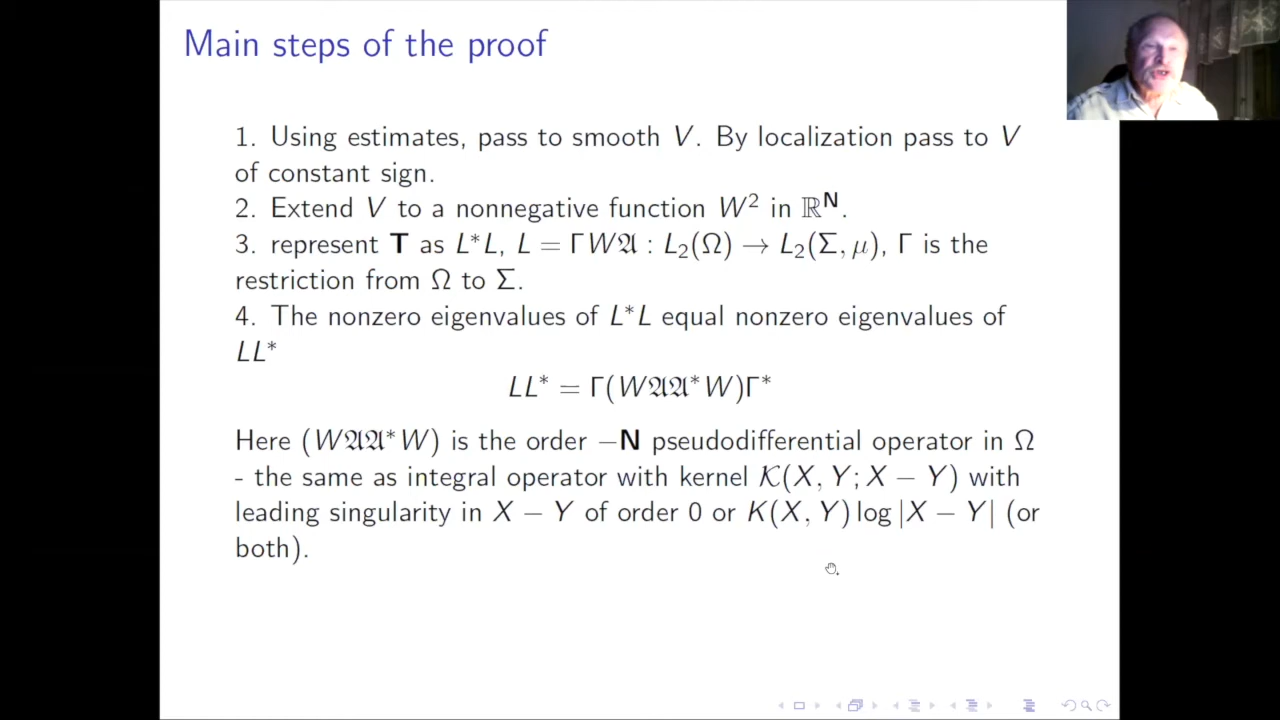 Main steps of the proof
1. Using estimates, pass to smooth V. By localization pass to V
of constant sign.
2. Extend V to a nonnegative function W² in ℝᴺ.
3. represent T as L*L, L = ΓW𝔄 : L₂(Ω) → L₂(Σ, μ), Γ is the
restriction from Ω to Σ.
4. The nonzero eigenvalues of L*L equal nonzero eigenvalues of
LL*
LL* = Γ(W𝔄𝔄*W)Γ*
Here (W𝔄𝔄*W) is the order −N pseudodifferential operator in Ω
- the same as integral operator with kernel 𝒦(X, Y; X − Y) with
leading singularity in X − Y of order 0 or K(X, Y) log |X − Y| (or
both).